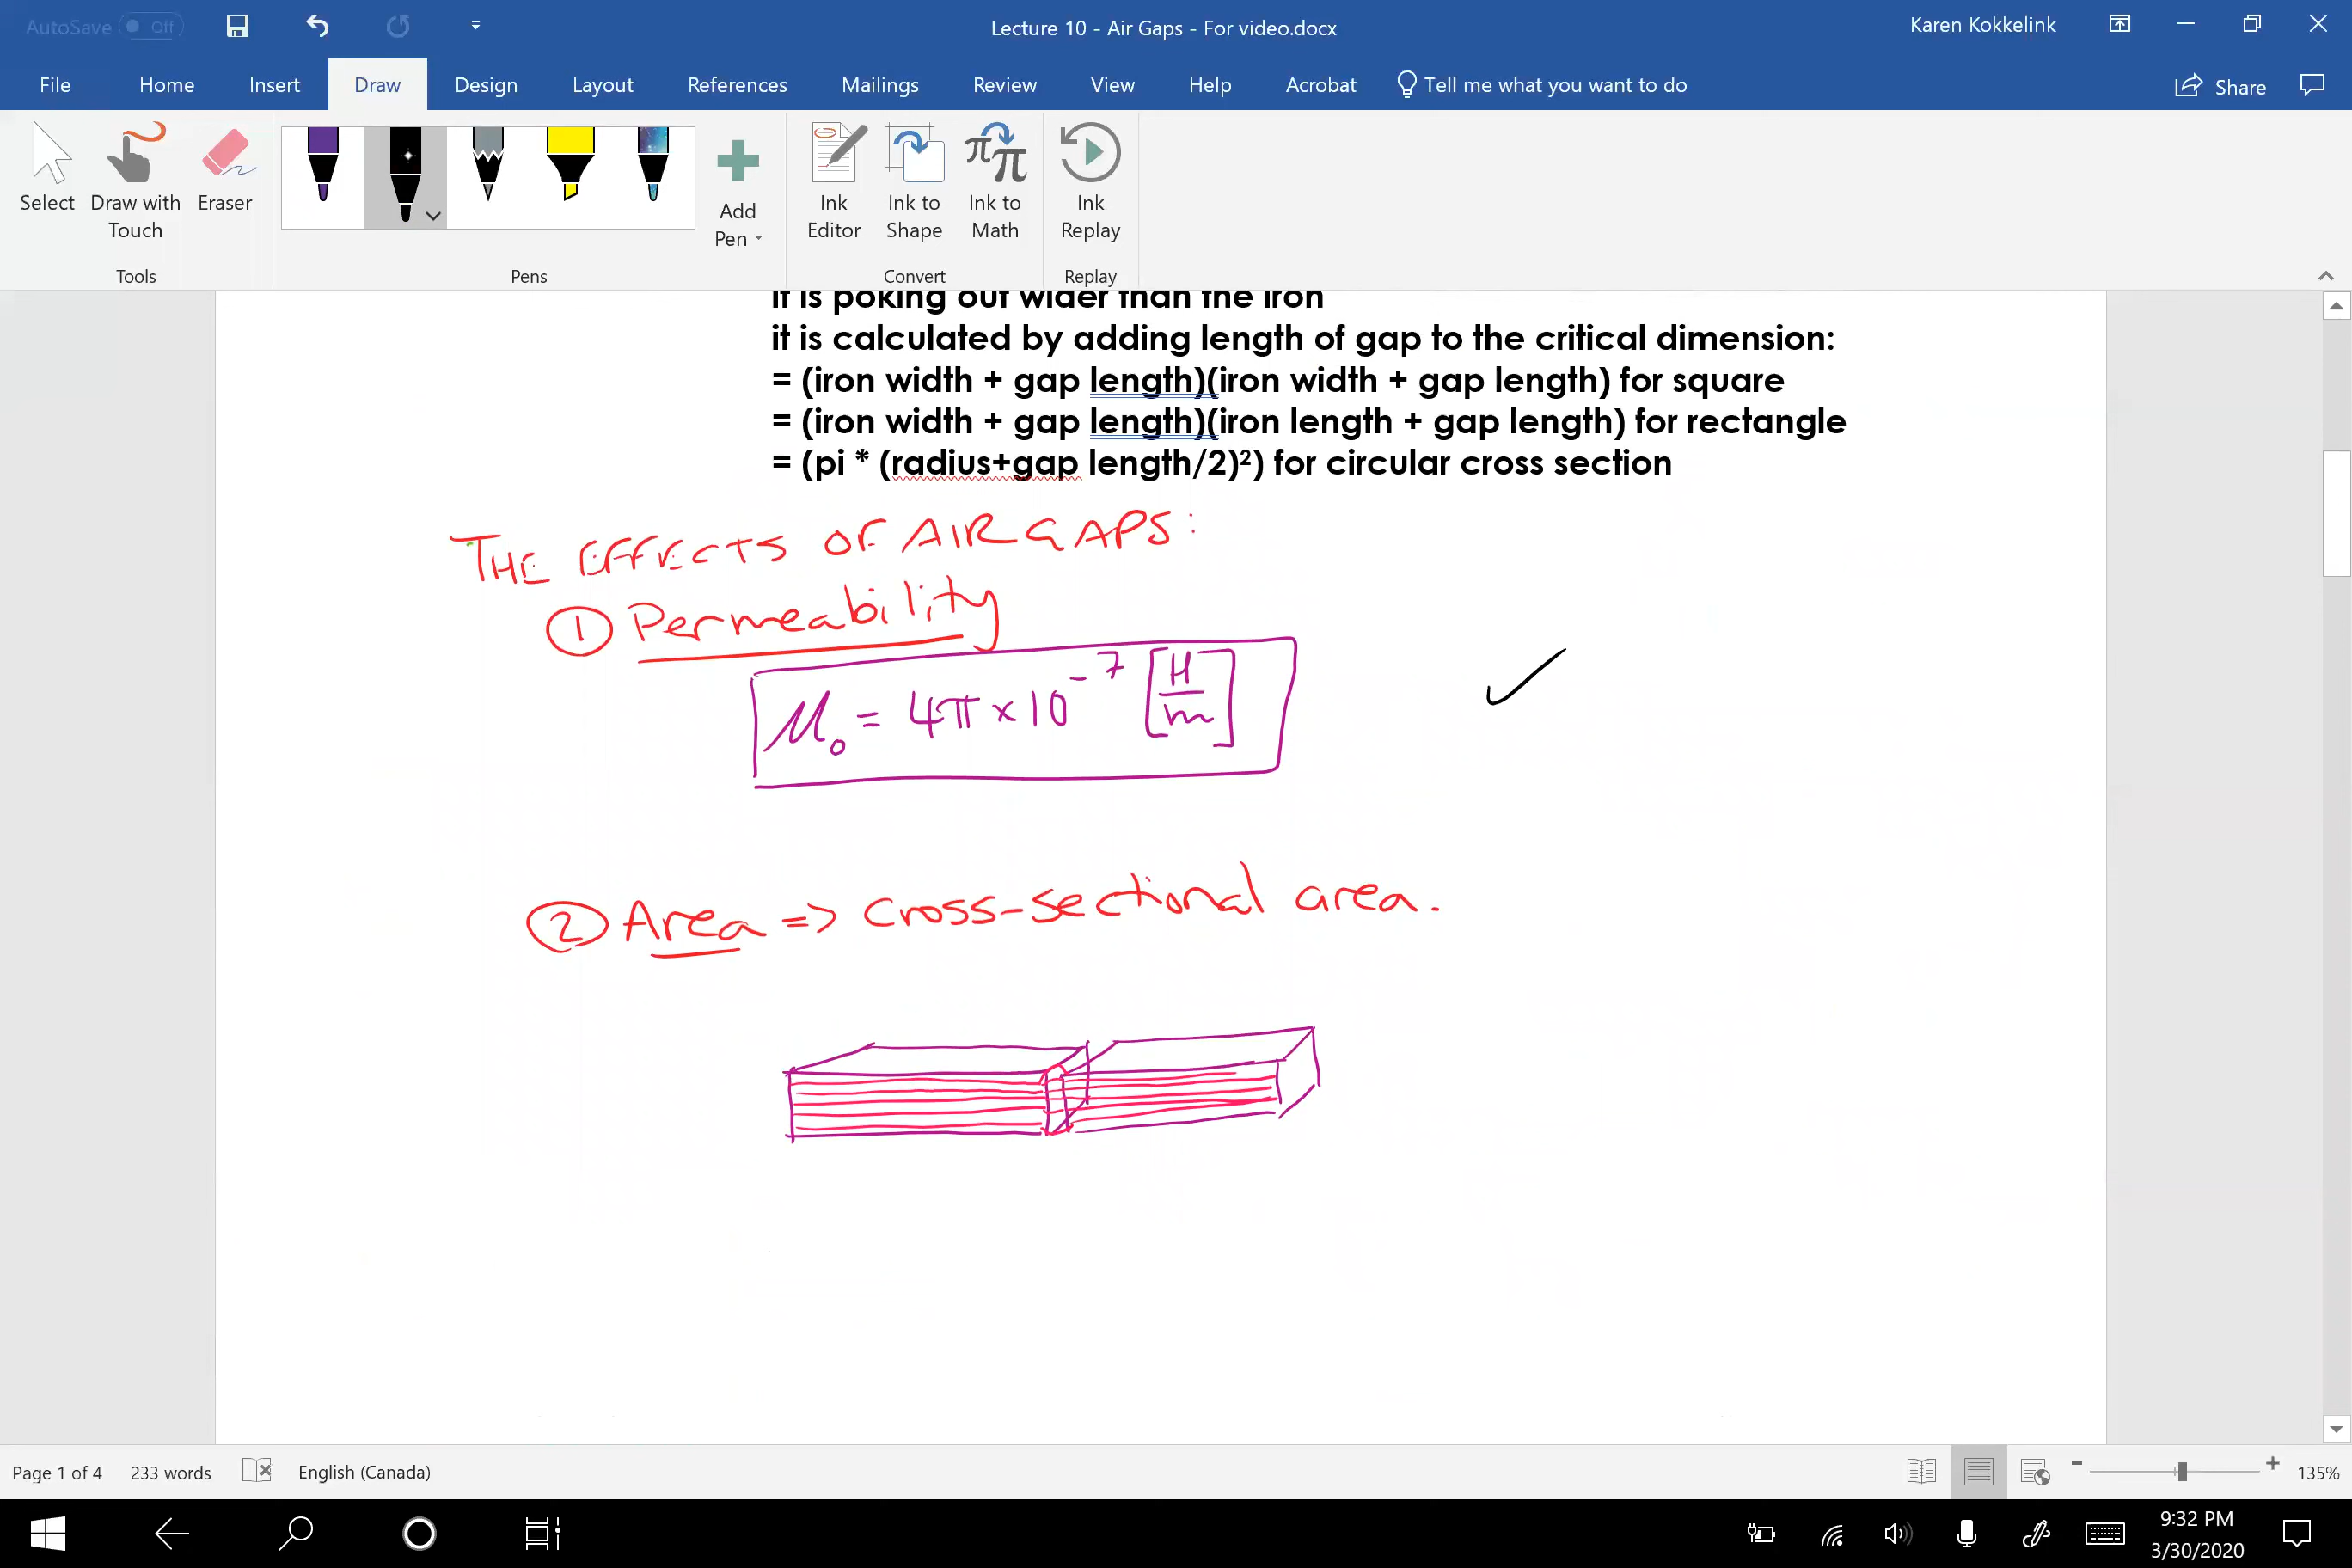 AutoSave Off
Lecture 10 - Air Gaps - For video.docx
Karen Kokkelink
File Home Insert Draw Design Layout References Mailings Review View Help Acrobat Tell me what you want to do Share
Select Draw with Touch Eraser
Add Pen
Ink Editor Ink to Shape Ink to Math Ink Replay
Tools Pens Convert Replay
it is poking out wider than the iron
it is calculated by adding length of gap to the critical dimension:
= (iron width + gap length)(iron width + gap length) for square
= (iron width + gap length)(iron length + gap length) for rectangle
= (pi * (radius+gap length/2)²) for circular cross section
THE EFFECTS OF AIR GAPS:
① Permeability
μ₀ = 4π × 10⁻⁷ [H/m]
② Area => cross-sectional area.
Page 1 of 4 233 words English (Canada) 135%
9:32 PM
3/30/2020